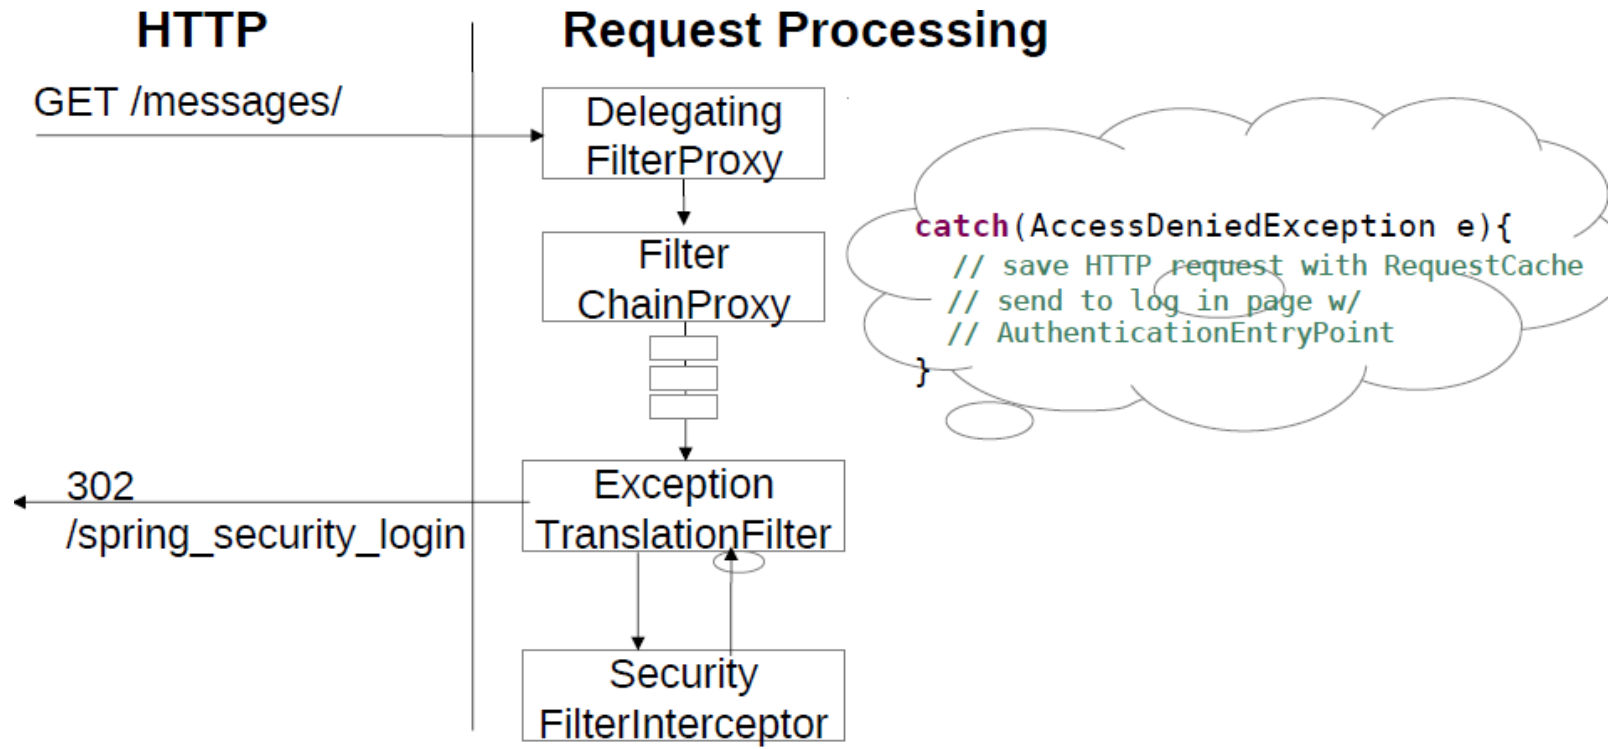 HTTP
Request Processing
GET /messages/
Delegating
FilterProxy
Filter
ChainProxy
catch(AccessDeniedException e){
// save HTTP request with RequestCache
// send to log in page w/
// AuthenticationEntryPoint
}
302
/spring_security_login
Exception
TranslationFilter
Security
FilterInterceptor